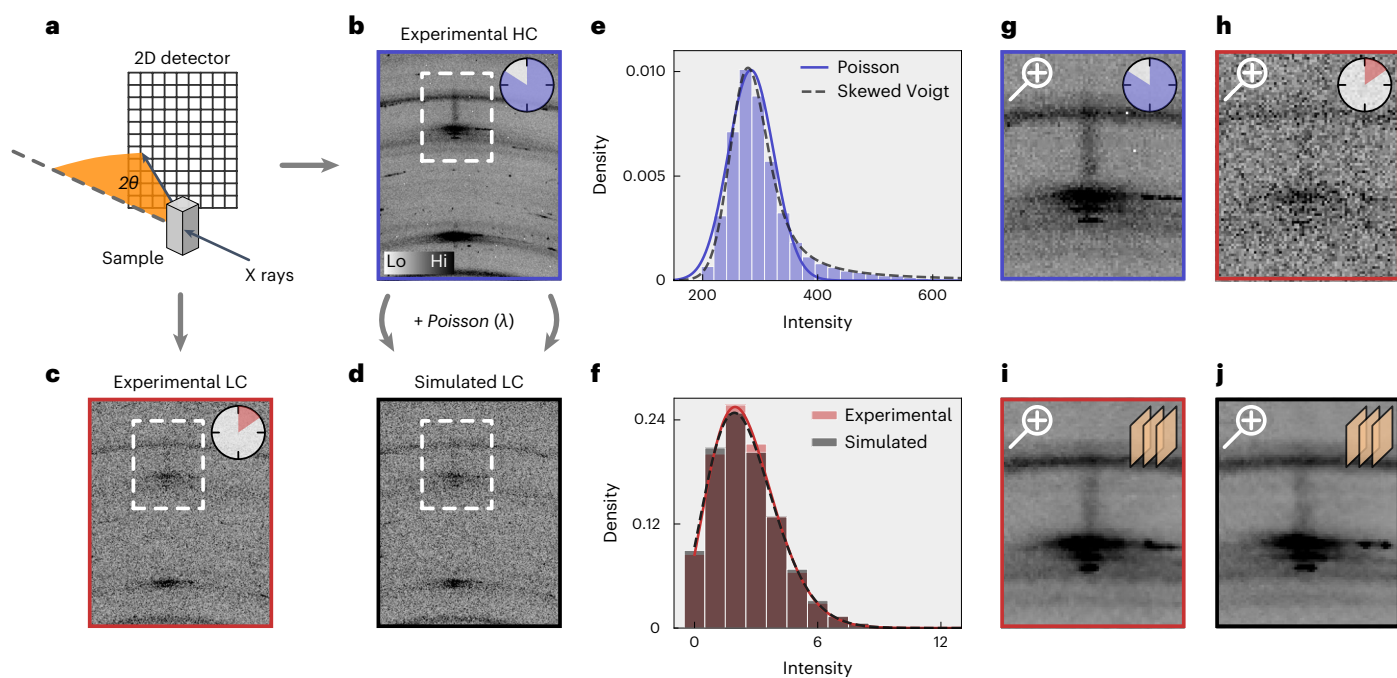 a
2D detector
2θ
Sample
X rays
b
Experimental HC
Lo Hi
+ Poisson (λ)
c
Experimental LC
d
Simulated LC
e
Poisson
Skewed Voigt
0.010
0.005
0
Density
200 400 600
Intensity
f
Experimental
Simulated
0.24
0.12
0
Density
0 6 12
Intensity
g
h
i
j